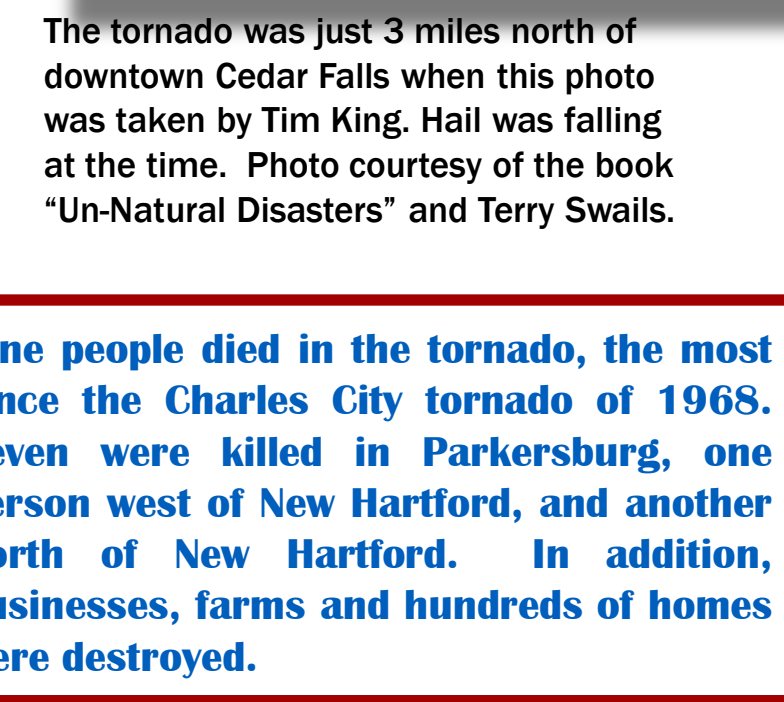 The tornado was just 3 miles north of
downtown Cedar Falls when this photo
was taken by Tim King. Hail was falling
at the time.  Photo courtesy of the book
“Un-Natural Disasters” and Terry Swails.
ne people died in the tornado, the most
nce the Charles City tornado of 1968.
even were killed in Parkersburg, one
erson west of New Hartford, and another
orth of New Hartford.  In addition,
usinesses, farms and hundreds of homes
ere destroyed.